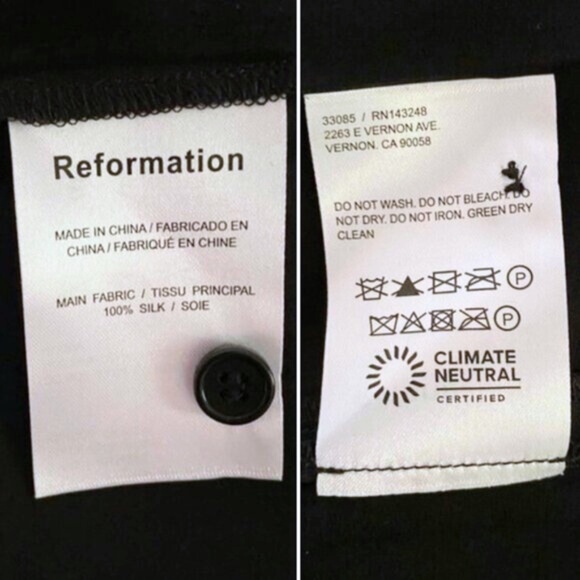 Reformation
MADE IN CHINA / FABRICADO EN
CHINA / FABRIQUÉ EN CHINE
MAIN FABRIC / TISSU PRINCIPAL
100% SILK / SOIE
33085 / RN143248
2263 E VERNON AVE.
VERNON. CA 90058
DO NOT WASH. DO NOT BLEACH. DO
NOT DRY. DO NOT IRON. GREEN DRY
CLEAN
P
P
CLIMATE
NEUTRAL
CERTIFIED